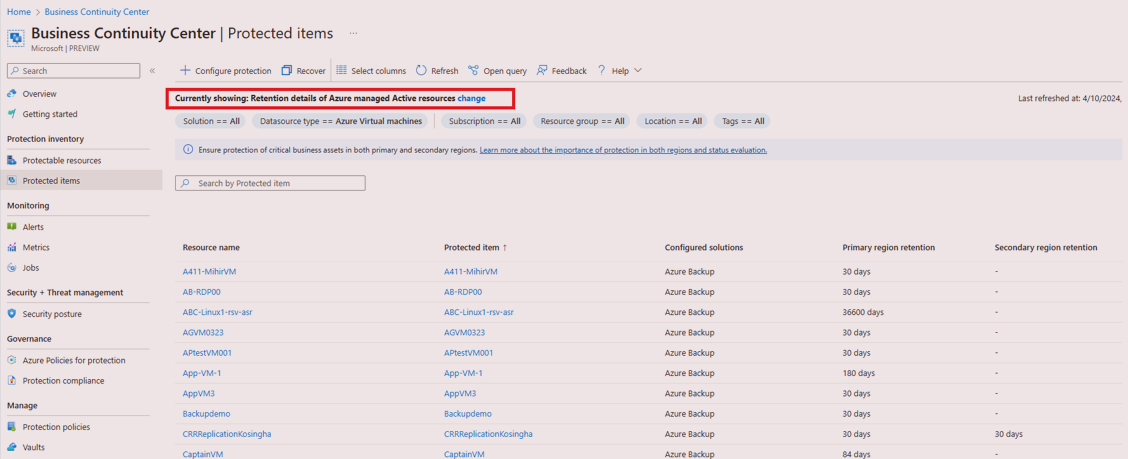 Home > Business Continuity Center
Business Continuity Center | Protected items ...
Microsoft | PREVIEW
Search «
Overview
Getting started
Protection inventory
Protectable resources
Protected items
Monitoring
Alerts
Metrics
Jobs
Security + Threat management
Security posture
Governance
Azure Policies for protection
Protection compliance
Manage
Protection policies
Vaults
+ Configure protection Recover Select columns Refresh Open query Feedback ? Help
Currently showing: Retention details of Azure managed Active resources change
Last refreshed at: 4/10/2024,
Solution == All Datasource type == Azure Virtual machines Subscription == All Resource group == All Location == All Tags == All
Ensure protection of critical business assets in both primary and secondary regions. Learn more about the importance of protection in both regions and status evaluation.
Search by Protected item
Resource name Protected item ↑ Configured solutions Primary region retention Secondary region retention
A411-MihirVM A411-MihirVM Azure Backup 30 days -
AB-RDP00 AB-RDP00 Azure Backup 30 days -
ABC-Linux1-rsv-asr ABC-Linux1-rsv-asr Azure Backup 36600 days -
AGVM0323 AGVM0323 Azure Backup 30 days -
APtestVM001 APtestVM001 Azure Backup 30 days -
App-VM-1 App-VM-1 Azure Backup 180 days -
AppVM3 AppVM3 Azure Backup 30 days -
Backupdemo Backupdemo Azure Backup 30 days -
CRRReplicationKosingha CRRReplicationKosingha Azure Backup 30 days 30 days
CaptainVM CaptainVM Azure Backup 84 days -